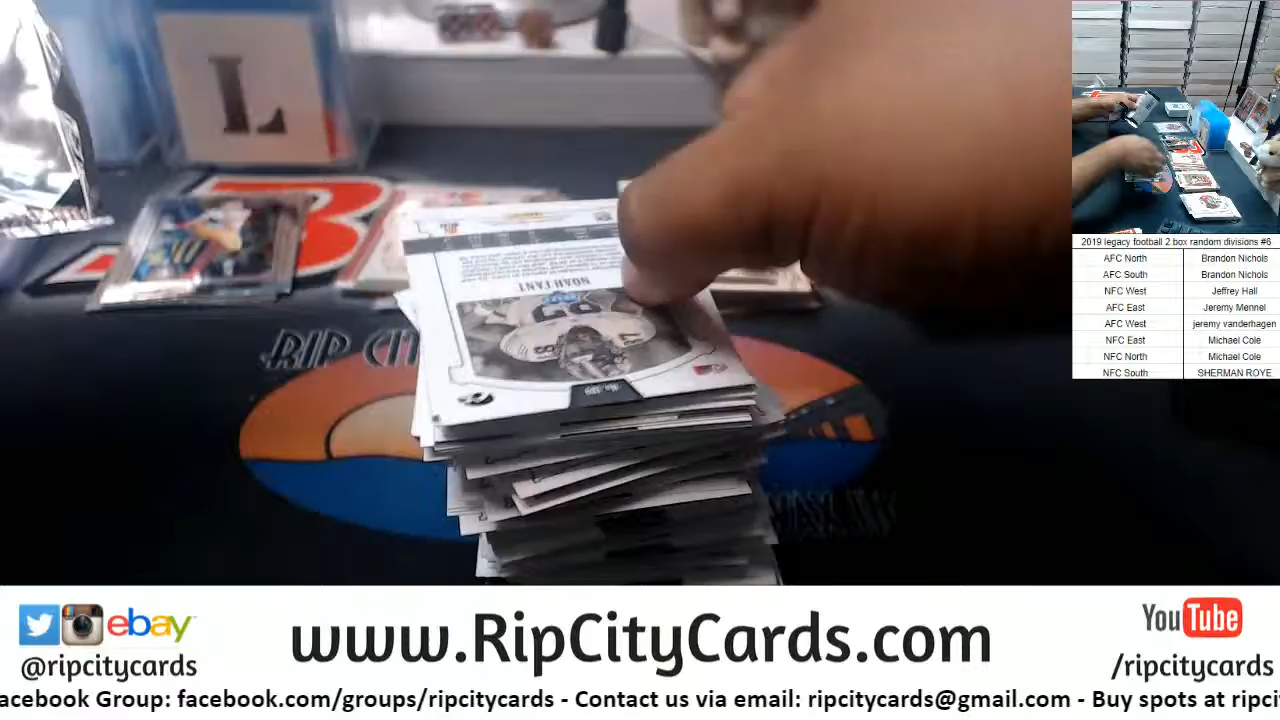 L
RIP CI
NOAH FANT
2019 legacy football 2 box random divisions #6
AFC North Brandon Nichols
AFC South Brandon Nichols
NFC West Jeffrey Hall
AFC East Jeremy Mennel
AFC West jeremy vanderhagen
NFC East Michael Cole
NFC North Michael Cole
NFC South SHERMAN ROYE
ebay
@ripcitycards
www.RipCityCards.com
YouTube
/ripcitycards
acebook Group: facebook.com/groups/ripcitycards - Contact us via email: ripcitycards@gmail.com - Buy spots at ripci